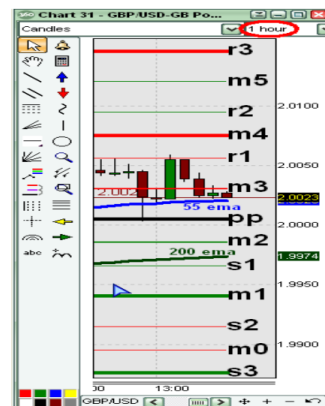 Chart 31 - GBP/USD-GB Po...
Candles
1 hour
r3
m5
r2
2.0100
m4
r1
2.0050
m3
2.002
2.0023
55 ema
pp
2.0000
m2
200 ema
s1
1.9974
m1
1.9950
s2
m0
1.9900
s3
abc
00
13:00
GBP/USD